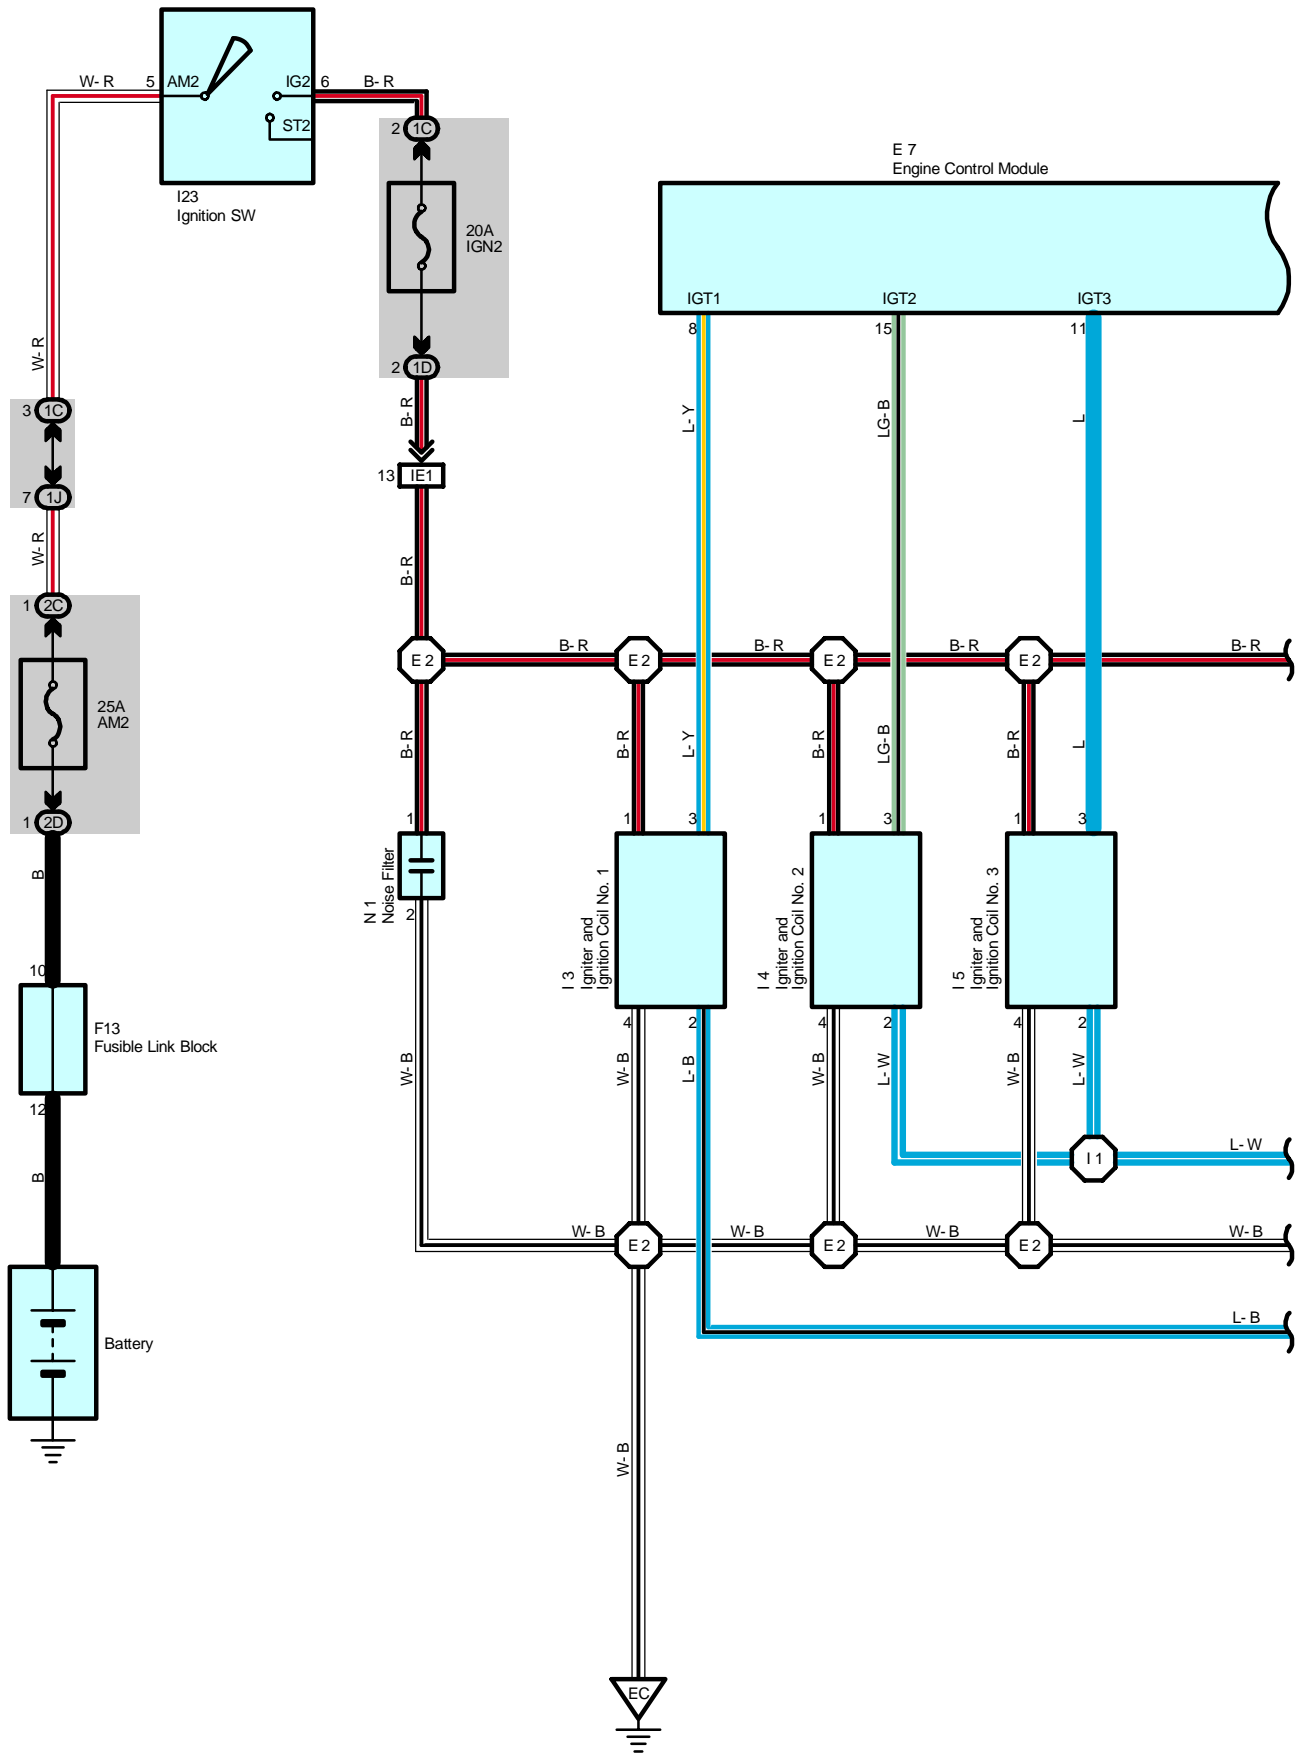 W- R
5
AM2
IG2
6
B- R
ST2
I23
Ignition SW
2
1C
20A
IGN2
2
1D
B- R
13
IE1
B- R
E 7
Engine Control Module
IGT1
IGT2
IGT3
8
15
11
L- Y
LG- B
L
W- R
3
1C
7
1J
W- R
1
2C
25A
AM2
1
2D
B
10
F13
Fusible Link Block
12
B
Battery
E 2
B- R
E 2
B- R
E 2
B- R
E 2
B- R
B- R
B- R
L- Y
B- R
LG- B
B- R
L
1
1
3
1
3
1
3
N 1
Noise Filter
2
I 3
Igniter and
Ignition Coil No. 1
I 4
Igniter and
Ignition Coil No. 2
I 5
Igniter and
Ignition Coil No. 3
4
2
4
2
4
2
W- B
W- B
L- B
W- B
L- W
W- B
L- W
I 1
L- W
W- B
E 2
W- B
E 2
W- B
E 2
W- B
L- B
W- B
EC